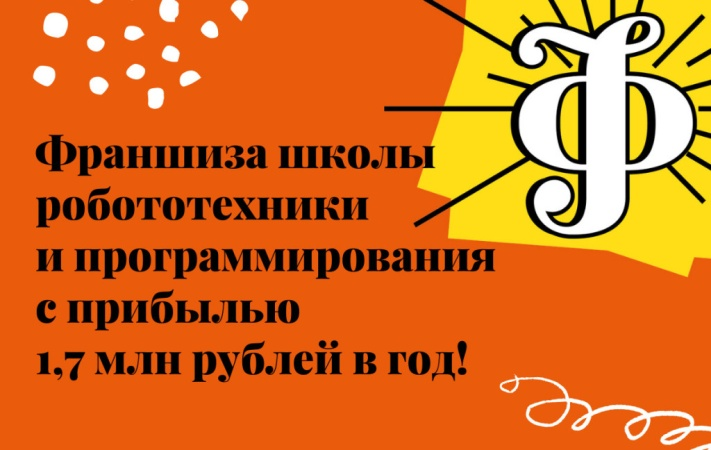 Ф
Франшиза школы
робототехники
и программирования
с прибылью
1,7 млн рублей в год!